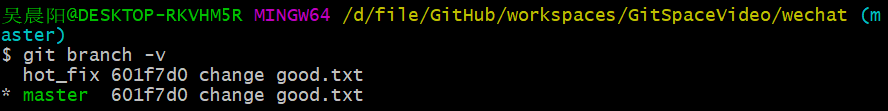 吴晨阳@DESKTOP-RKVHM5R MINGW64 /d/file/GitHub/workspaces/GitSpaceVideo/wechat (m
aster)
$ git branch -v
  hot_fix 601f7d0 change good.txt
* master  601f7d0 change good.txt